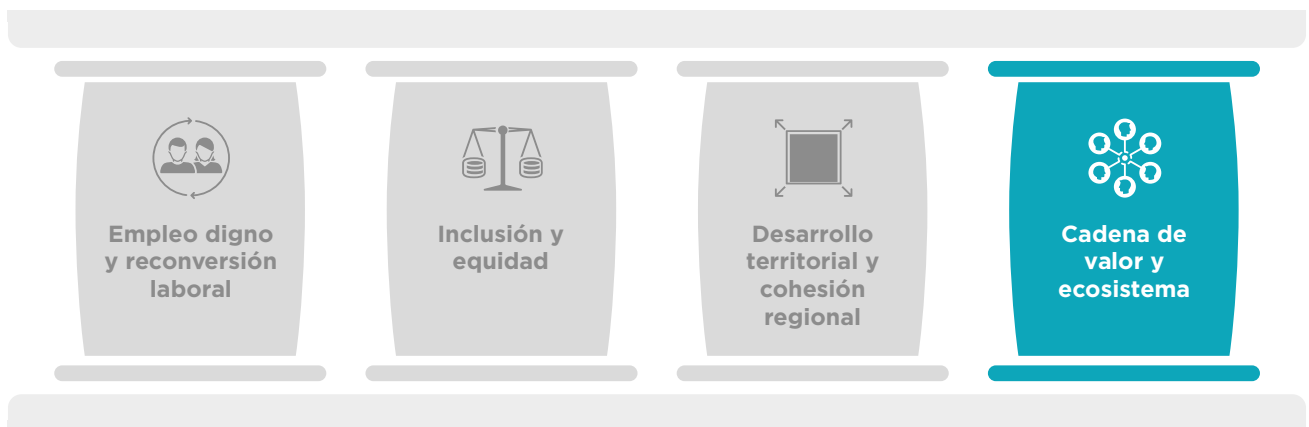 Empleo digno
y reconversión
laboral
Inclusión y
equidad
Desarrollo
territorial y
cohesión
regional
Cadena de
valor y
ecosistema